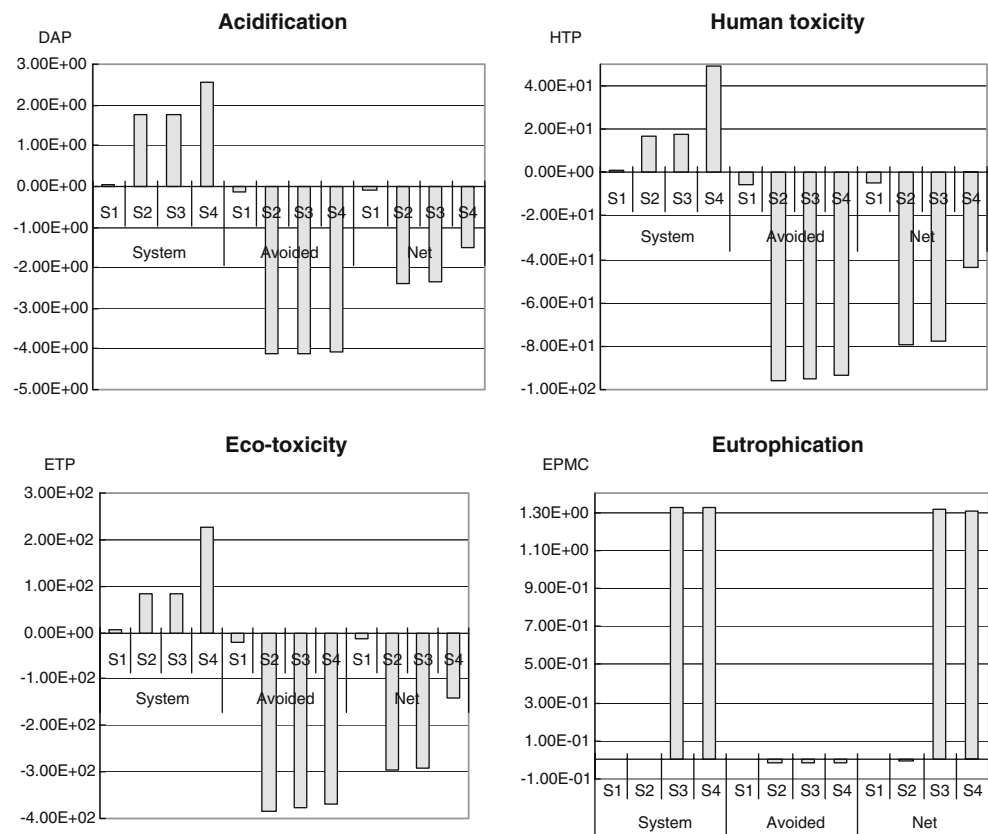 Acidification
DAP
3.00E+00
2.00E+00
1.00E+00
0.00E+00
-1.00E+00
-2.00E+00
-3.00E+00
-4.00E+00
-5.00E+00
S1 S2 S3 S4 S1 S2 S3 S4 S1 S2 S3 S4
System Avoided Net
Human toxicity
HTP
4.00E+01
2.00E+01
0.00E+00
-2.00E+01
-4.00E+01
-6.00E+01
-8.00E+01
-1.00E+02
S1 S2 S3 S4 S1 S2 S3 S4 S1 S2 S3 S4
System Avoided Net
Eco-toxicity
ETP
3.00E+02
2.00E+02
1.00E+02
0.00E+00
-1.00E+02
-2.00E+02
-3.00E+02
-4.00E+02
S1 S2 S3 S4 S1 S2 S3 S4 S1 S2 S3 S4
System Avoided Net
Eutrophication
EPMC
1.30E+00
1.10E+00
9.00E-01
7.00E-01
5.00E-01
3.00E-01
1.00E-01
-1.00E-01
S1 S2 S3 S4 S1 S2 S3 S4 S1 S2 S3 S4
System Avoided Net